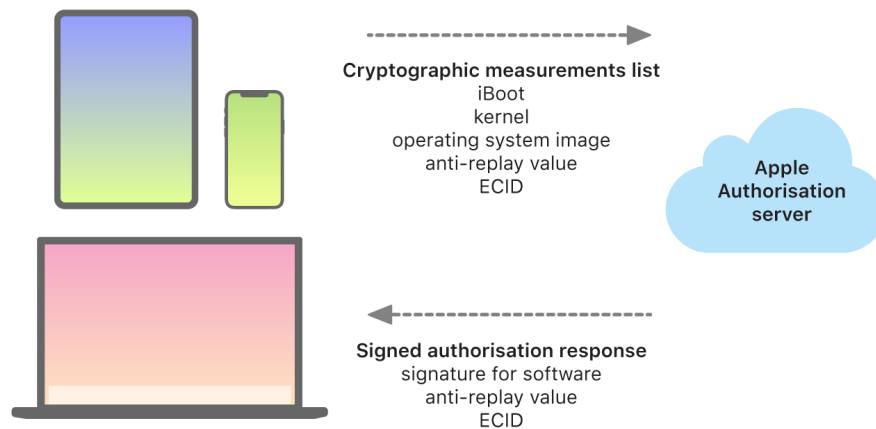 Cryptographic measurements list
iBoot
kernel
operating system image
anti-replay value
ECID
Apple
Authorisation
server
Signed authorisation response
signature for software
anti-replay value
ECID